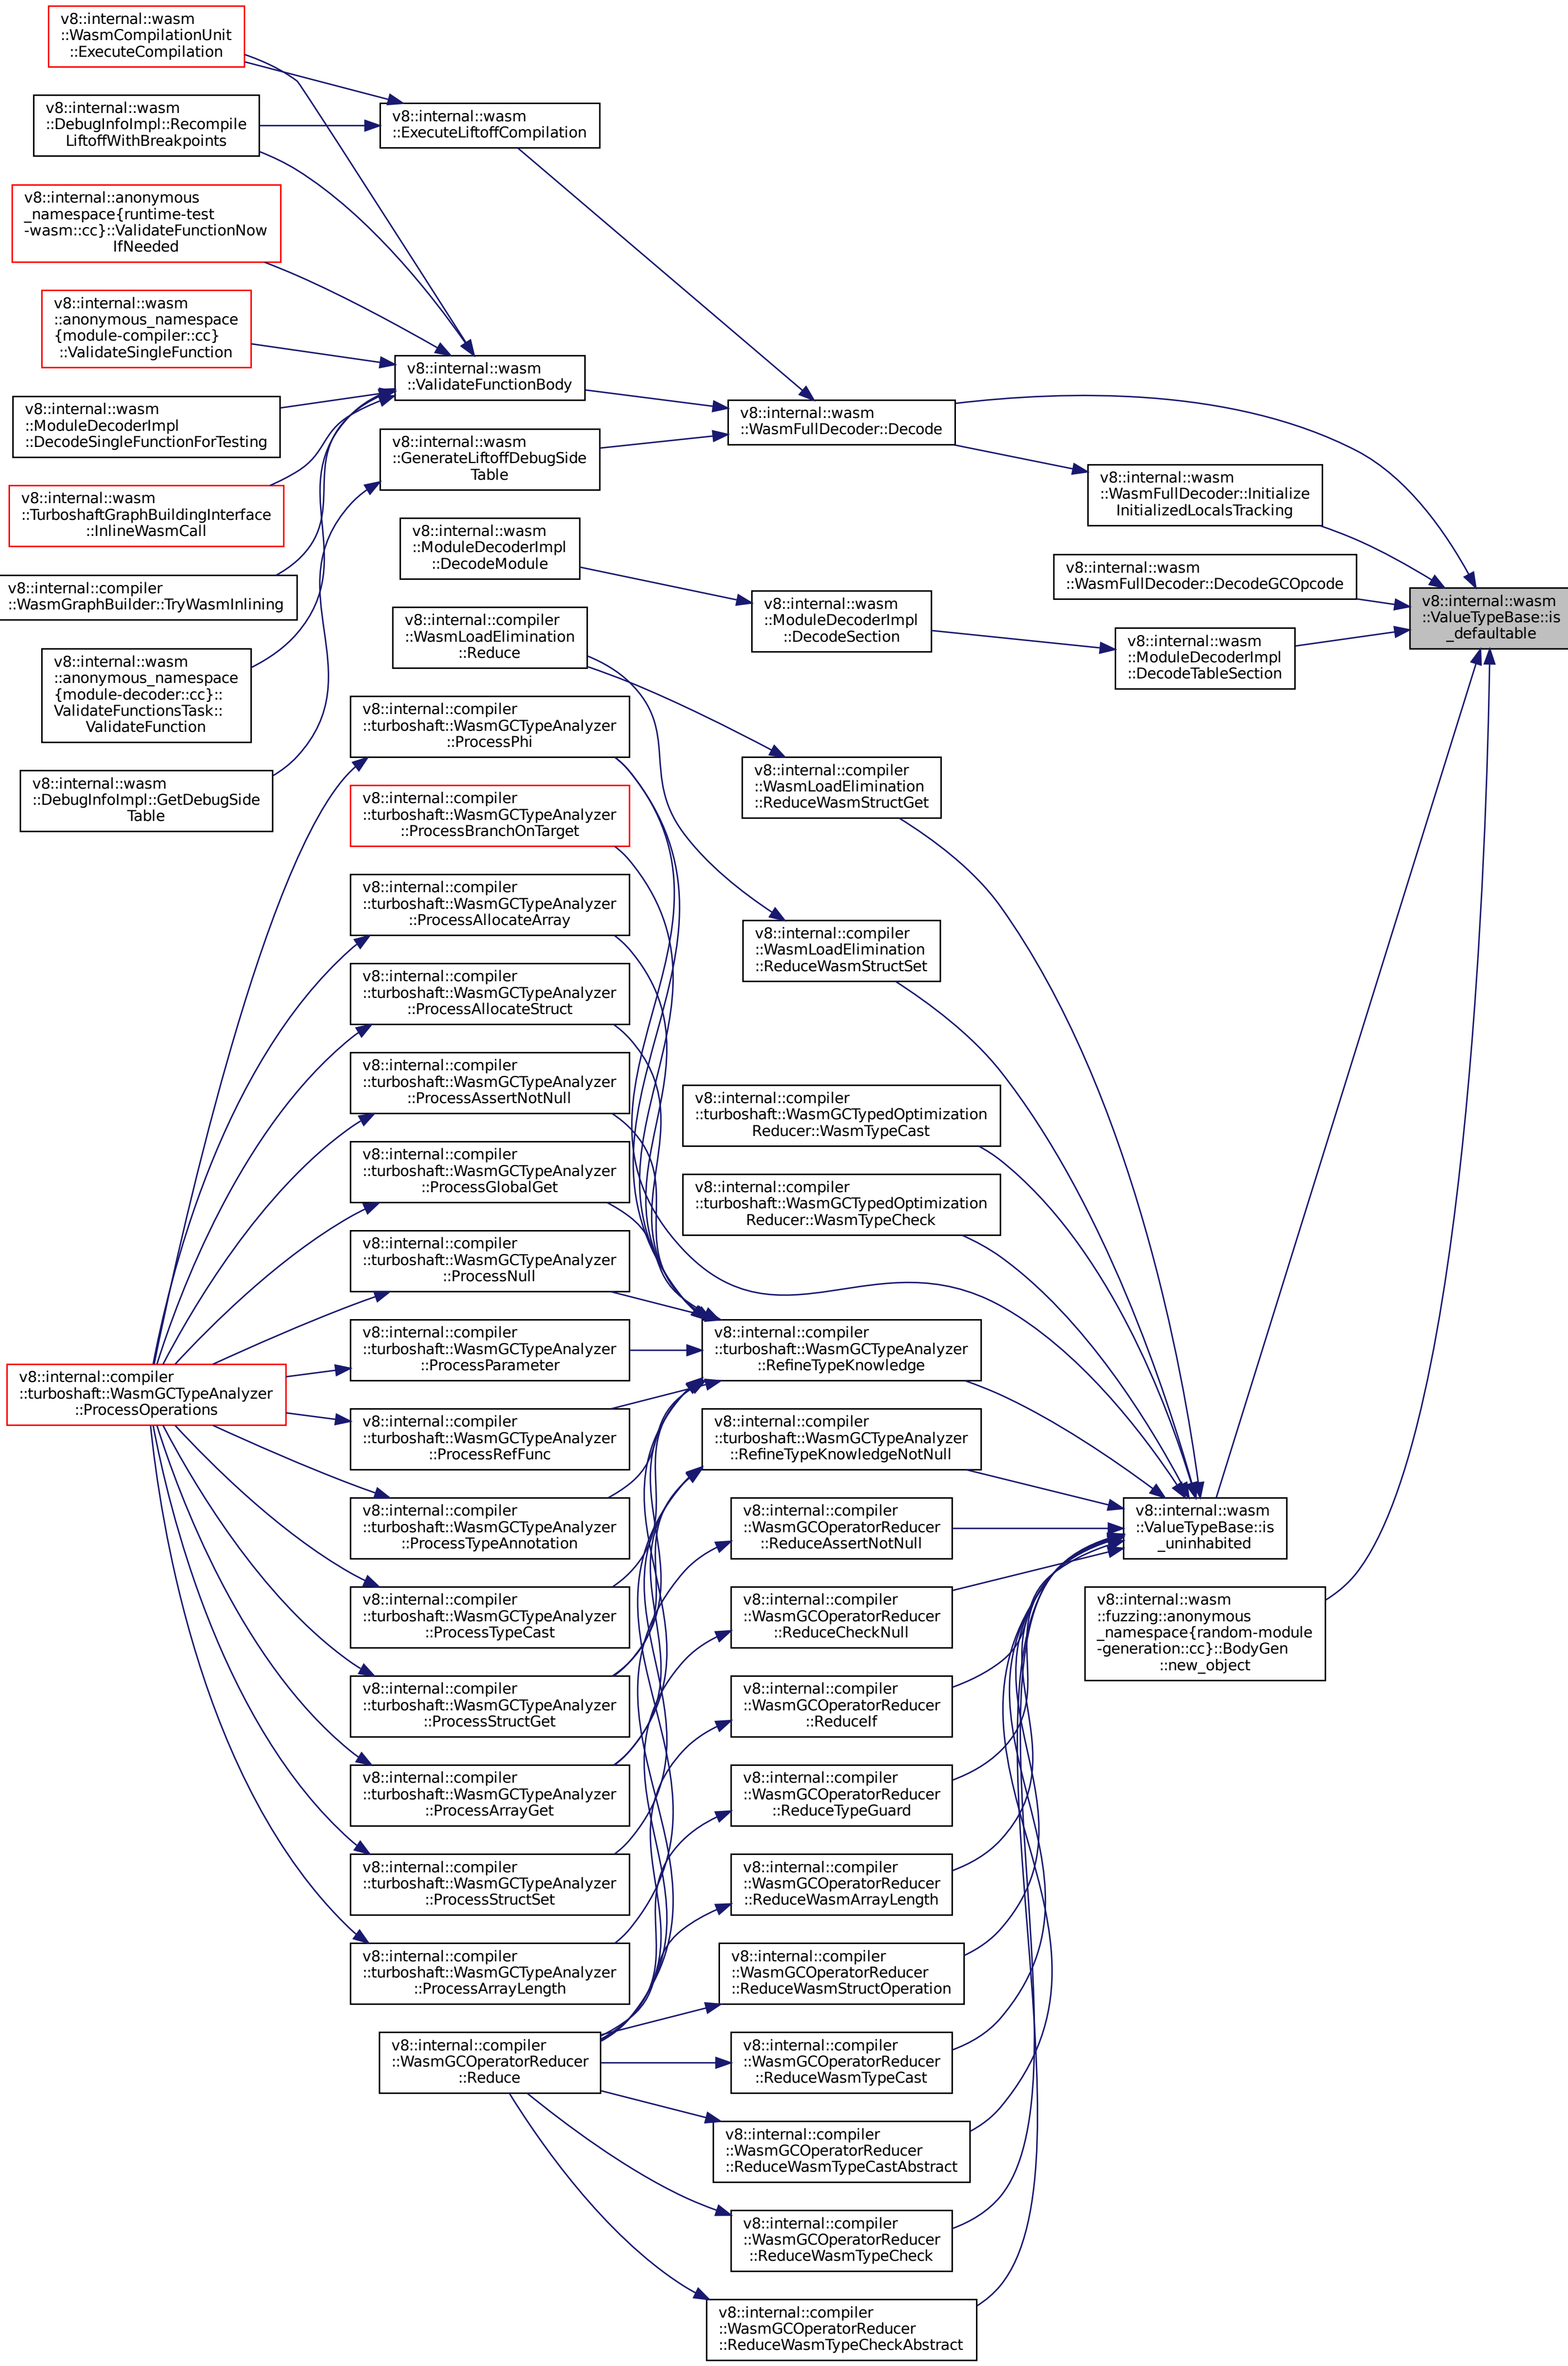 v8::internal::wasm
::WasmCompilationUnit
::ExecuteCompilation
v8::internal::wasm
::DebugInfoImpl::Recompile
LiftoffWithBreakpoints
v8::internal::wasm
::ExecuteLiftoffCompilation
v8::internal::anonymous
_namespace{runtime-test
-wasm::cc}::ValidateFunctionNow
IfNeeded
v8::internal::wasm
::anonymous_namespace
{module-compiler::cc}
::ValidateSingleFunction
v8::internal::wasm
::ValidateFunctionBody
v8::internal::wasm
::ModuleDecoderImpl
::DecodeSingleFunctionForTesting
v8::internal::wasm
::WasmFullDecoder::Decode
v8::internal::wasm
::GenerateLiftoffDebugSide
Table
v8::internal::wasm
::WasmFullDecoder::Initialize
InitializedLocalsTracking
v8::internal::wasm
::TurboshaftGraphBuildingInterface
::InlineWasmCall
v8::internal::wasm
::ModuleDecoderImpl
::DecodeModule
v8::internal::wasm
::WasmFullDecoder::DecodeGCOpcode
v8::internal::compiler
::WasmGraphBuilder::TryWasmInlining
v8::internal::wasm
::ModuleDecoderImpl
::DecodeSection
v8::internal::wasm
::ValueTypeBase::is
_defaultable
v8::internal::compiler
::WasmLoadElimination
::Reduce
v8::internal::wasm
::ModuleDecoderImpl
::DecodeTableSection
v8::internal::wasm
::anonymous_namespace
{module-decoder::cc}::
ValidateFunctionsTask::
ValidateFunction
v8::internal::compiler
::turboshaft::WasmGCTypeAnalyzer
::ProcessPhi
v8::internal::wasm
::DebugInfoImpl::GetDebugSide
Table
v8::internal::compiler
::WasmLoadElimination
::ReduceWasmStructGet
v8::internal::compiler
::turboshaft::WasmGCTypeAnalyzer
::ProcessBranchOnTarget
v8::internal::compiler
::turboshaft::WasmGCTypeAnalyzer
::ProcessAllocateArray
v8::internal::compiler
::WasmLoadElimination
::ReduceWasmStructSet
v8::internal::compiler
::turboshaft::WasmGCTypeAnalyzer
::ProcessAllocateStruct
v8::internal::compiler
::turboshaft::WasmGCTypeAnalyzer
::ProcessAssertNotNull
v8::internal::compiler
::turboshaft::WasmGCTypedOptimization
Reducer::WasmTypeCast
v8::internal::compiler
::turboshaft::WasmGCTypeAnalyzer
::ProcessGlobalGet
v8::internal::compiler
::turboshaft::WasmGCTypedOptimization
Reducer::WasmTypeCheck
v8::internal::compiler
::turboshaft::WasmGCTypeAnalyzer
::ProcessNull
v8::internal::compiler
::turboshaft::WasmGCTypeAnalyzer
::ProcessParameter
v8::internal::compiler
::turboshaft::WasmGCTypeAnalyzer
::RefineTypeKnowledge
v8::internal::compiler
::turboshaft::WasmGCTypeAnalyzer
::ProcessOperations
v8::internal::compiler
::turboshaft::WasmGCTypeAnalyzer
::ProcessRefFunc
v8::internal::compiler
::turboshaft::WasmGCTypeAnalyzer
::RefineTypeKnowledgeNotNull
v8::internal::compiler
::turboshaft::WasmGCTypeAnalyzer
::ProcessTypeAnnotation
v8::internal::compiler
::WasmGCOperatorReducer
::ReduceAssertNotNull
v8::internal::wasm
::ValueTypeBase::is
_uninhabited
v8::internal::compiler
::turboshaft::WasmGCTypeAnalyzer
::ProcessTypeCast
v8::internal::compiler
::WasmGCOperatorReducer
::ReduceCheckNull
v8::internal::wasm
::fuzzing::anonymous
_namespace{random-module
-generation::cc}::BodyGen
::new_object
v8::internal::compiler
::turboshaft::WasmGCTypeAnalyzer
::ProcessStructGet
v8::internal::compiler
::WasmGCOperatorReducer
::ReduceIf
v8::internal::compiler
::turboshaft::WasmGCTypeAnalyzer
::ProcessArrayGet
v8::internal::compiler
::WasmGCOperatorReducer
::ReduceTypeGuard
v8::internal::compiler
::turboshaft::WasmGCTypeAnalyzer
::ProcessStructSet
v8::internal::compiler
::WasmGCOperatorReducer
::ReduceWasmArrayLength
v8::internal::compiler
::turboshaft::WasmGCTypeAnalyzer
::ProcessArrayLength
v8::internal::compiler
::WasmGCOperatorReducer
::ReduceWasmStructOperation
v8::internal::compiler
::WasmGCOperatorReducer
::Reduce
v8::internal::compiler
::WasmGCOperatorReducer
::ReduceWasmTypeCast
v8::internal::compiler
::WasmGCOperatorReducer
::ReduceWasmTypeCastAbstract
v8::internal::compiler
::WasmGCOperatorReducer
::ReduceWasmTypeCheck
v8::internal::compiler
::WasmGCOperatorReducer
::ReduceWasmTypeCheckAbstract